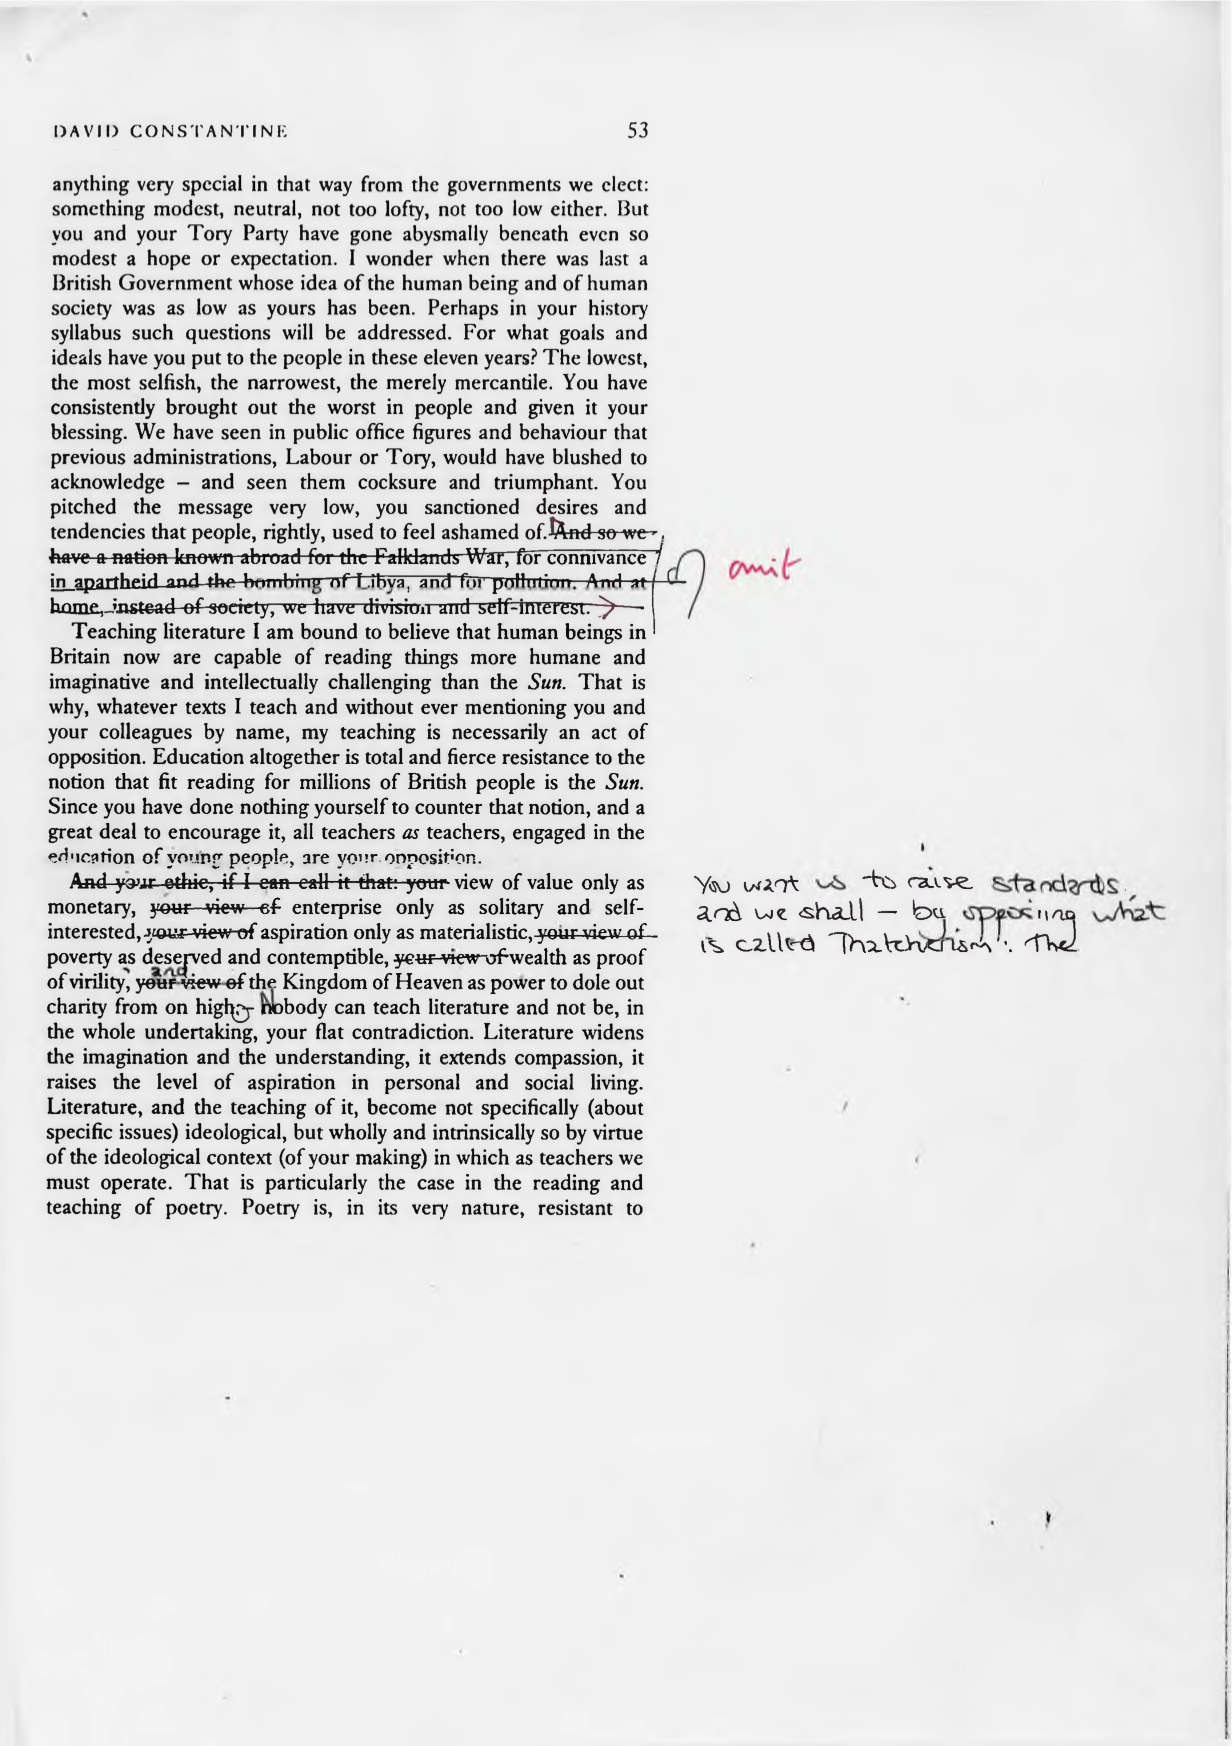 DAVID CONSTANTINE 53
anything very special in that way from the governments we elect:
something modest, neutral, not too lofty, not too low either. But
you and your Tory Party have gone abysmally beneath even so
modest a hope or expectation. I wonder when there was last a
British Government whose idea of the human being and of human
society was as low as yours has been. Perhaps in your history
syllabus such questions will be addressed. For what goals and
ideals have you put to the people in these eleven years? The lowest,
the most selfish, the narrowest, the merely mercantile. You have
consistently brought out the worst in people and given it your
blessing. We have seen in public office figures and behaviour that
previous administrations, Labour or Tory, would have blushed to
acknowledge – and seen them cocksure and triumphant. You
pitched the message very low, you sanctioned desires and
tendencies that people, rightly, used to feel ashamed of. And so we
have a nation known abroad for the Falklands War, for connivance
in apartheid and the bombing of Libya, and for pollution. And at
home, instead of society, we have division and self-interest.
omit
Teaching literature I am bound to believe that human beings in
Britain now are capable of reading things more humane and
imaginative and intellectually challenging than the Sun. That is
why, whatever texts I teach and without ever mentioning you and
your colleagues by name, my teaching is necessarily an act of
opposition. Education altogether is total and fierce resistance to the
notion that fit reading for millions of British people is the Sun.
Since you have done nothing yourself to counter that notion, and a
great deal to encourage it, all teachers as teachers, engaged in the
education of young people, are your opposition.
And your ethic, if I can call it that: your view of value only as
monetary, your view of enterprise only as solitary and self-
interested, your view of aspiration only as materialistic, your view of
poverty as deserved and contemptible, your view of wealth as proof
and
of virility, your view of the Kingdom of Heaven as power to dole out
charity from on high: – Nobody can teach literature and not be, in
the whole undertaking, your flat contradiction. Literature widens
the imagination and the understanding, it extends compassion, it
raises the level of aspiration in personal and social living.
Literature, and the teaching of it, become not specifically (about
specific issues) ideological, but wholly and intrinsically so by virtue
of the ideological context (of your making) in which as teachers we
must operate. That is particularly the case in the reading and
teaching of poetry. Poetry is, in its very nature, resistant to
You want us to raise standards,
and we shall – by opposing what
is called 'Thatcherism': the